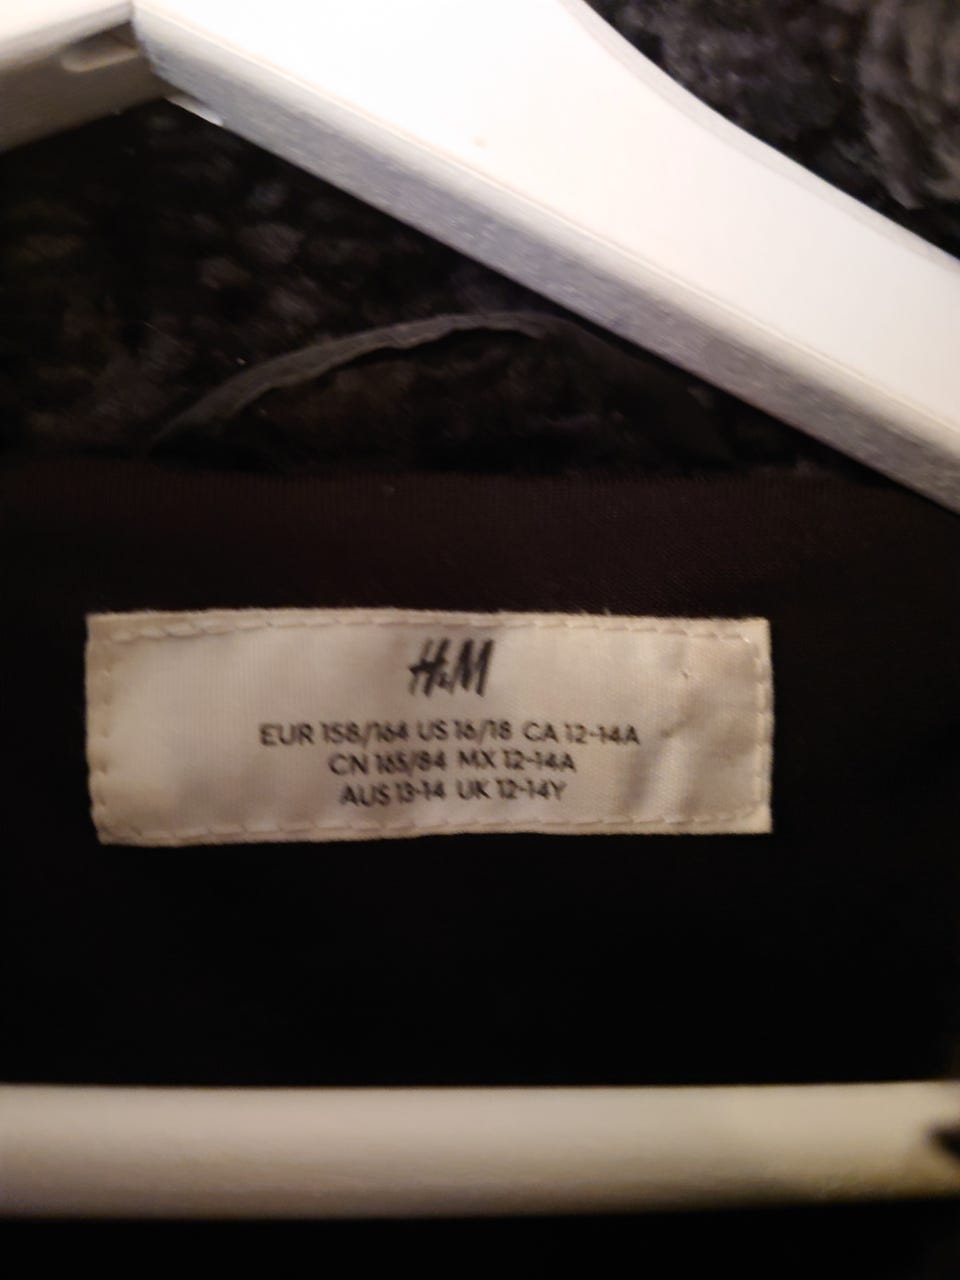 H&M
EUR 158/164 US 16/18 CA 12-14A
CN 165/84 MX 12-14A
AUS 13-14 UK 12-14Y